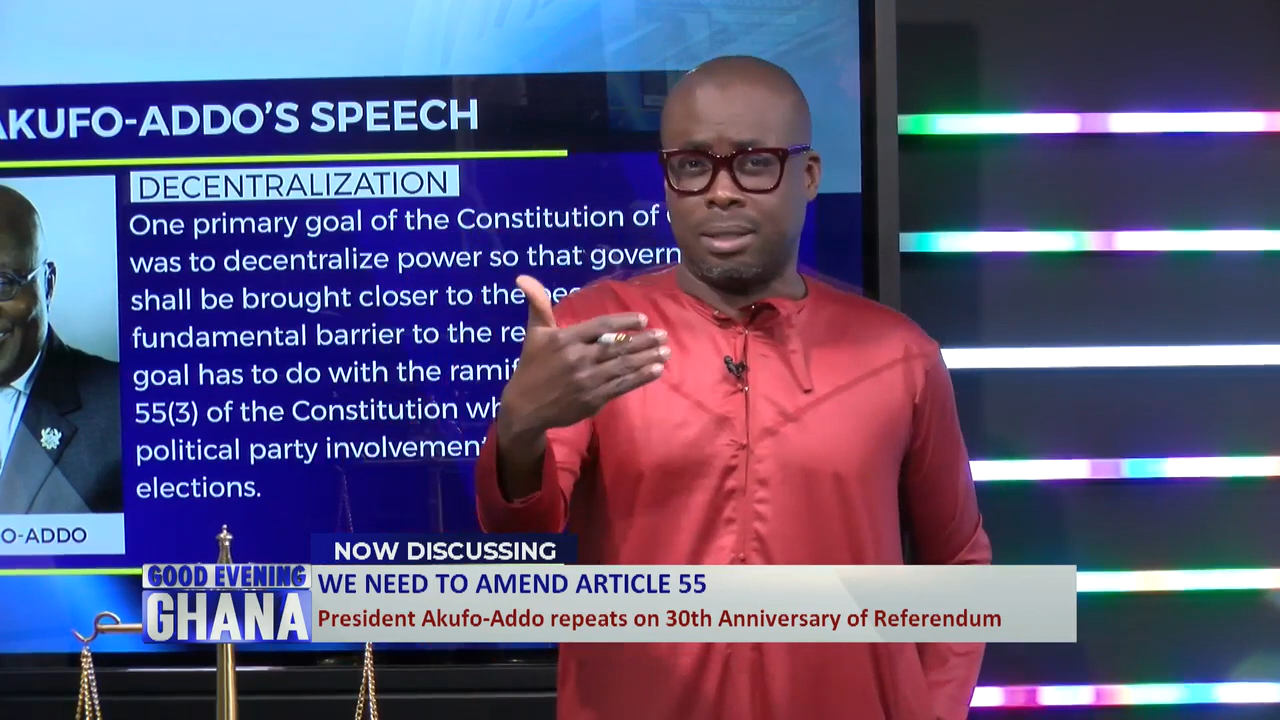 AKUFO-ADDO'S SPEECH
DECENTRALIZATION
One primary goal of the Constitution of
was to decentralize power so that govern
shall be brought closer to the
fundamental barrier to the
goal has to do with the
55(3) of the Constitution
political party involvement
elections.
O-ADDO
NOW DISCUSSING
GOOD EVENING
GHANA
WE NEED TO AMEND ARTICLE 55
President Akufo-Addo repeats on 30th Anniversary of Referendum